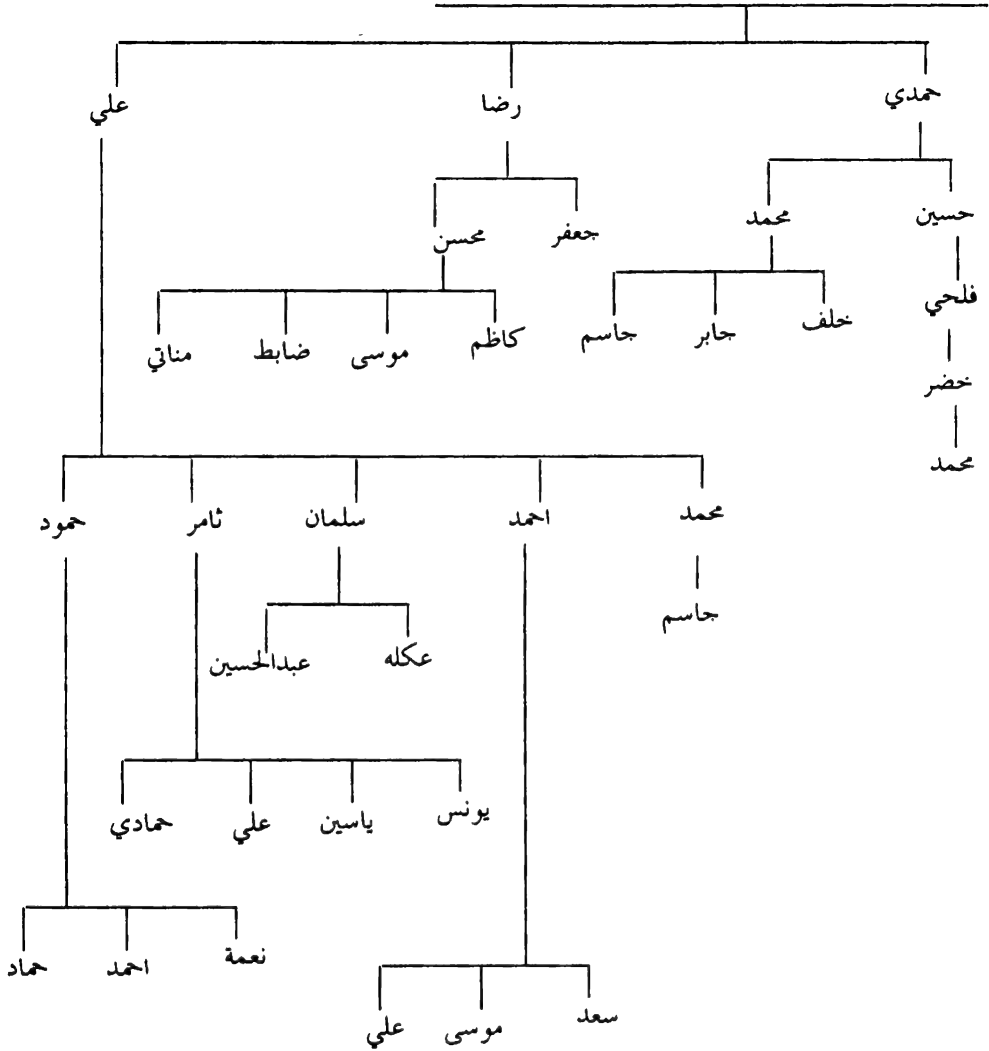 حمدي رضا علي
حسين محمد جعفر محسن
فلحي خلف جابر جاسم كاظم موسى ضابط مناتي
خضر
محمد
محمد احمد سلمان ثامر حمود
جاسم
عكله عبدالحسين
يونس ياسين علي حمادي
نعمة احمد حماد
سعد موسى علي